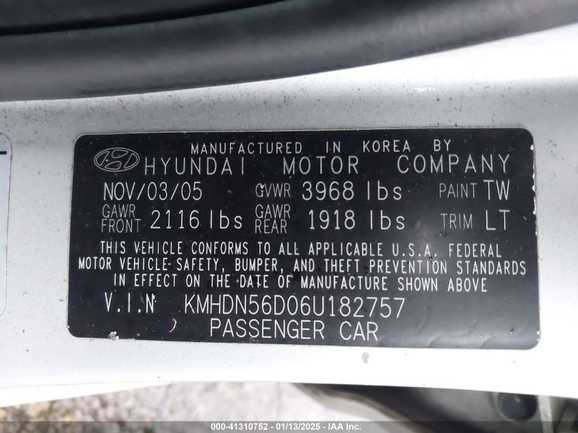 MANUFACTURED IN KOREA BY
HYUNDAI MOTOR COMPANY
NOV/03/05 GVWR 3968 lbs PAINT TW
GAWR FRONT 2116 lbs GAWR REAR 1918 lbs TRIM LT
THIS VEHICLE CONFORMS TO ALL APPLICABLE U.S.A. FEDERAL
MOTOR VEHICLE-SAFETY, BUMPER, AND THEFT PREVENTION STANDARDS
IN EFFECT ON THE DATE OF MANUFACTURE SHOWN ABOVE
V.I.N KMHDN56D06U182757
PASSENGER CAR
000-41310752 — 01/13/2025 — IAA Inc.